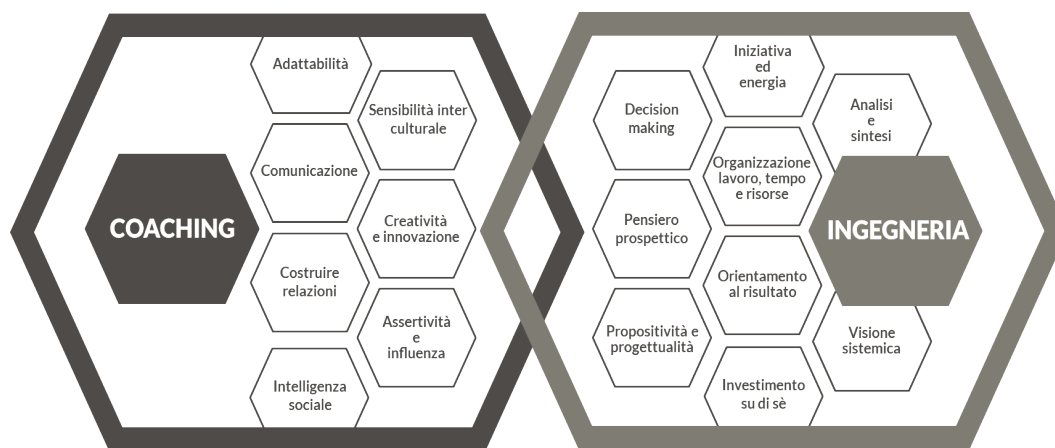 COACHING
Adattabilità
Sensibilità inter
culturale
Comunicazione
Creatività
e innovazione
Costruire
relazioni
Assertività
e
influenza
Intelligenza
sociale
Iniziativa
ed
energia
Decision
making
Analisi
e
sintesi
Organizzazione
lavoro, tempo
e risorse
Pensiero
prospettico
INGEGNERIA
Orientamento
al risultato
Propositività e
progettualità
Visione
sistemica
Investimento
su di sè